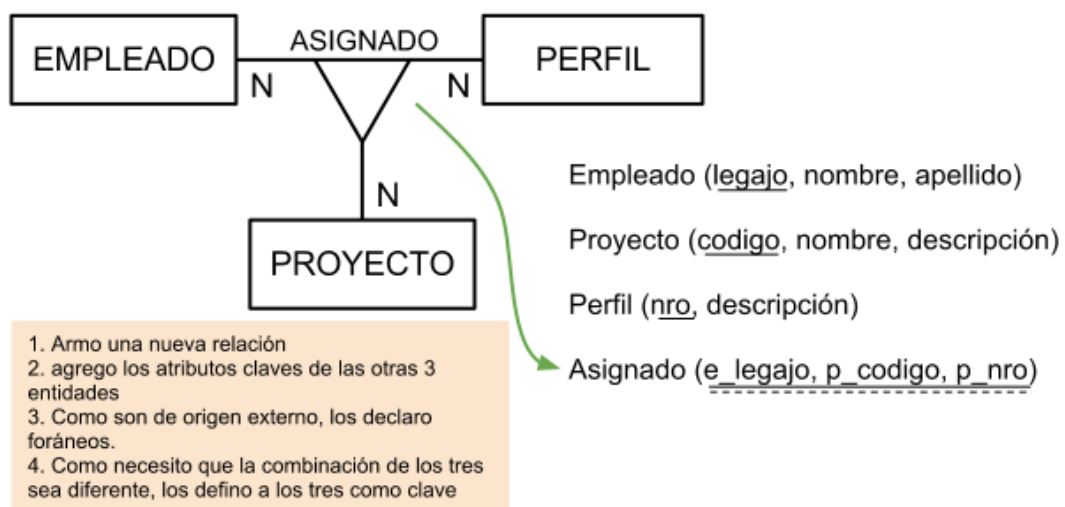 EMPLEADO
ASIGNADO
PERFIL
N
N
N
PROYECTO
Empleado (legajo, nombre, apellido)
Proyecto (codigo, nombre, descripción)
Perfil (nro, descripción)
Asignado (e_legajo, p_codigo, p_nro)
1. Armo una nueva relación
2. agrego los atributos claves de las otras 3
entidades
3. Como son de origen externo, los declaro
foráneos.
4. Como necesito que la combinación de los tres
sea diferente, los defino a los tres como clave